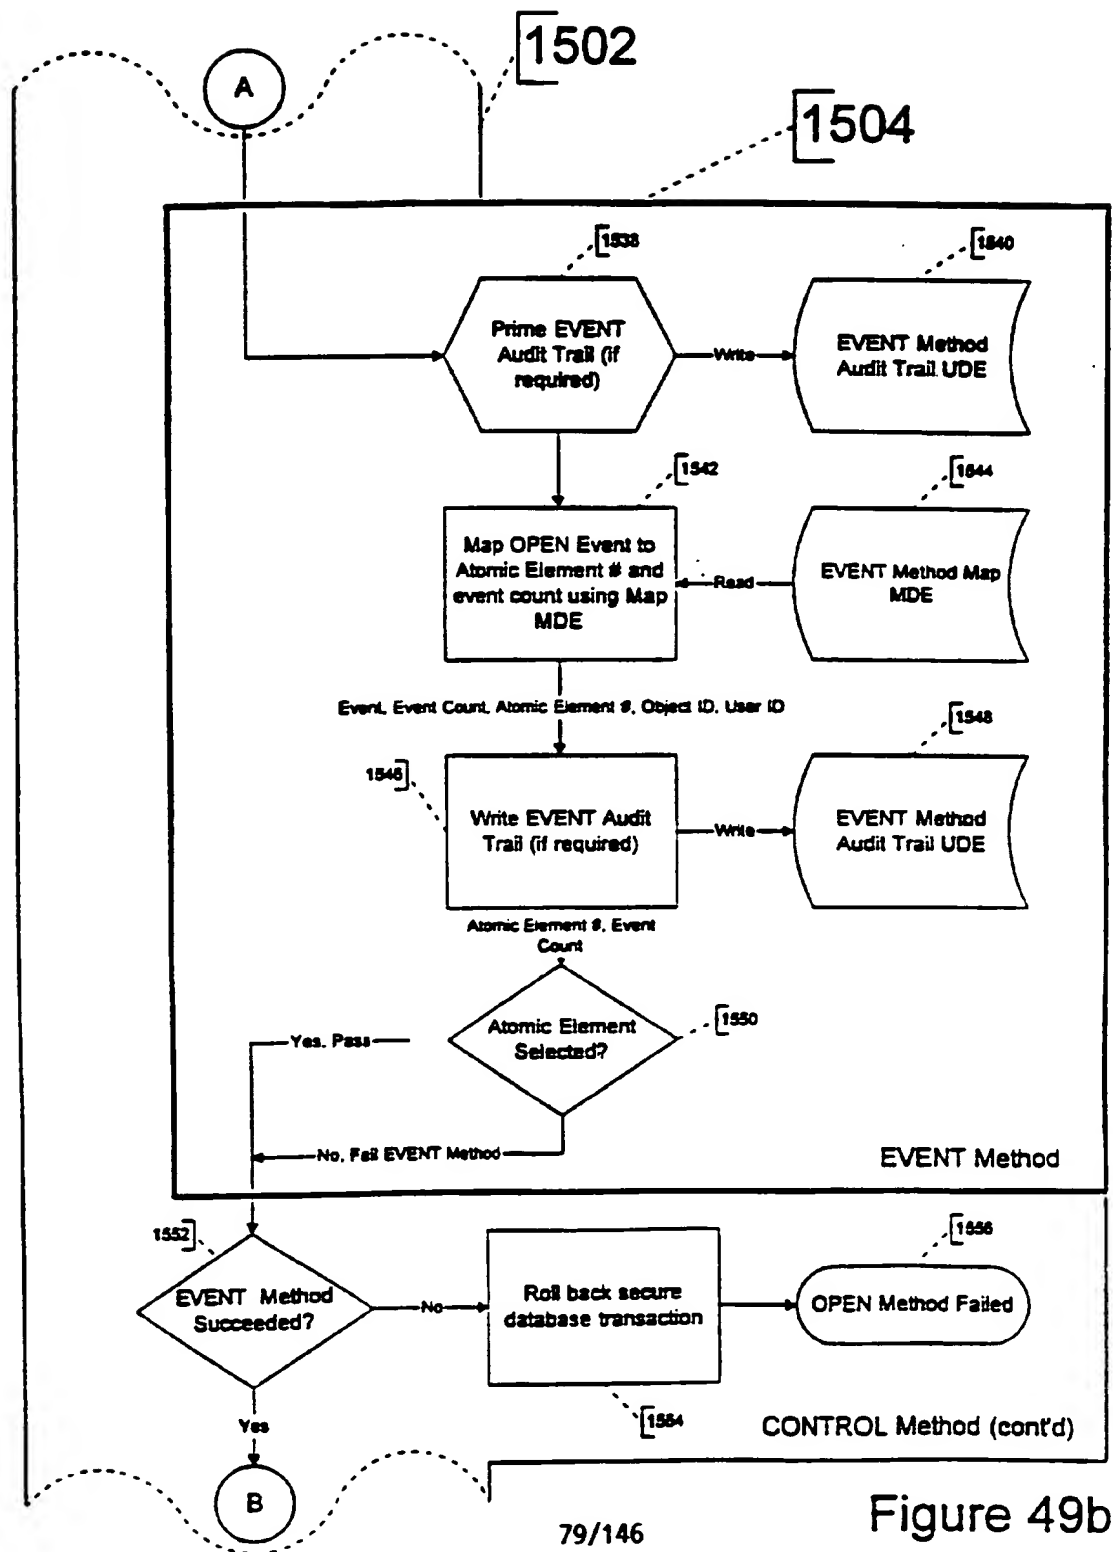 1502
A
1504
1538
1540
Prime EVENT
Audit Trail (if
required)
Write
EVENT Method
Audit Trail UDE
1542
1544
Map OPEN Event to
Atomic Element # and
event count using Map
MDE
Read
EVENT Method Map
MDE
Event, Event Count, Atomic Element #, Object ID, User ID
1546
1548
Write EVENT Audit
Trail (if required)
Write
EVENT Method
Audit Trail UDE
Atomic Element #, Event
Count
1550
Atomic Element
Selected?
Yes, Pass
No, Fail EVENT Method
EVENT Method
1552
1556
EVENT Method
Succeeded?
No
Roll back secure
database transaction
OPEN Method Failed
1554
Yes
CONTROL Method (cont'd)
B
Figure 49b
79/146